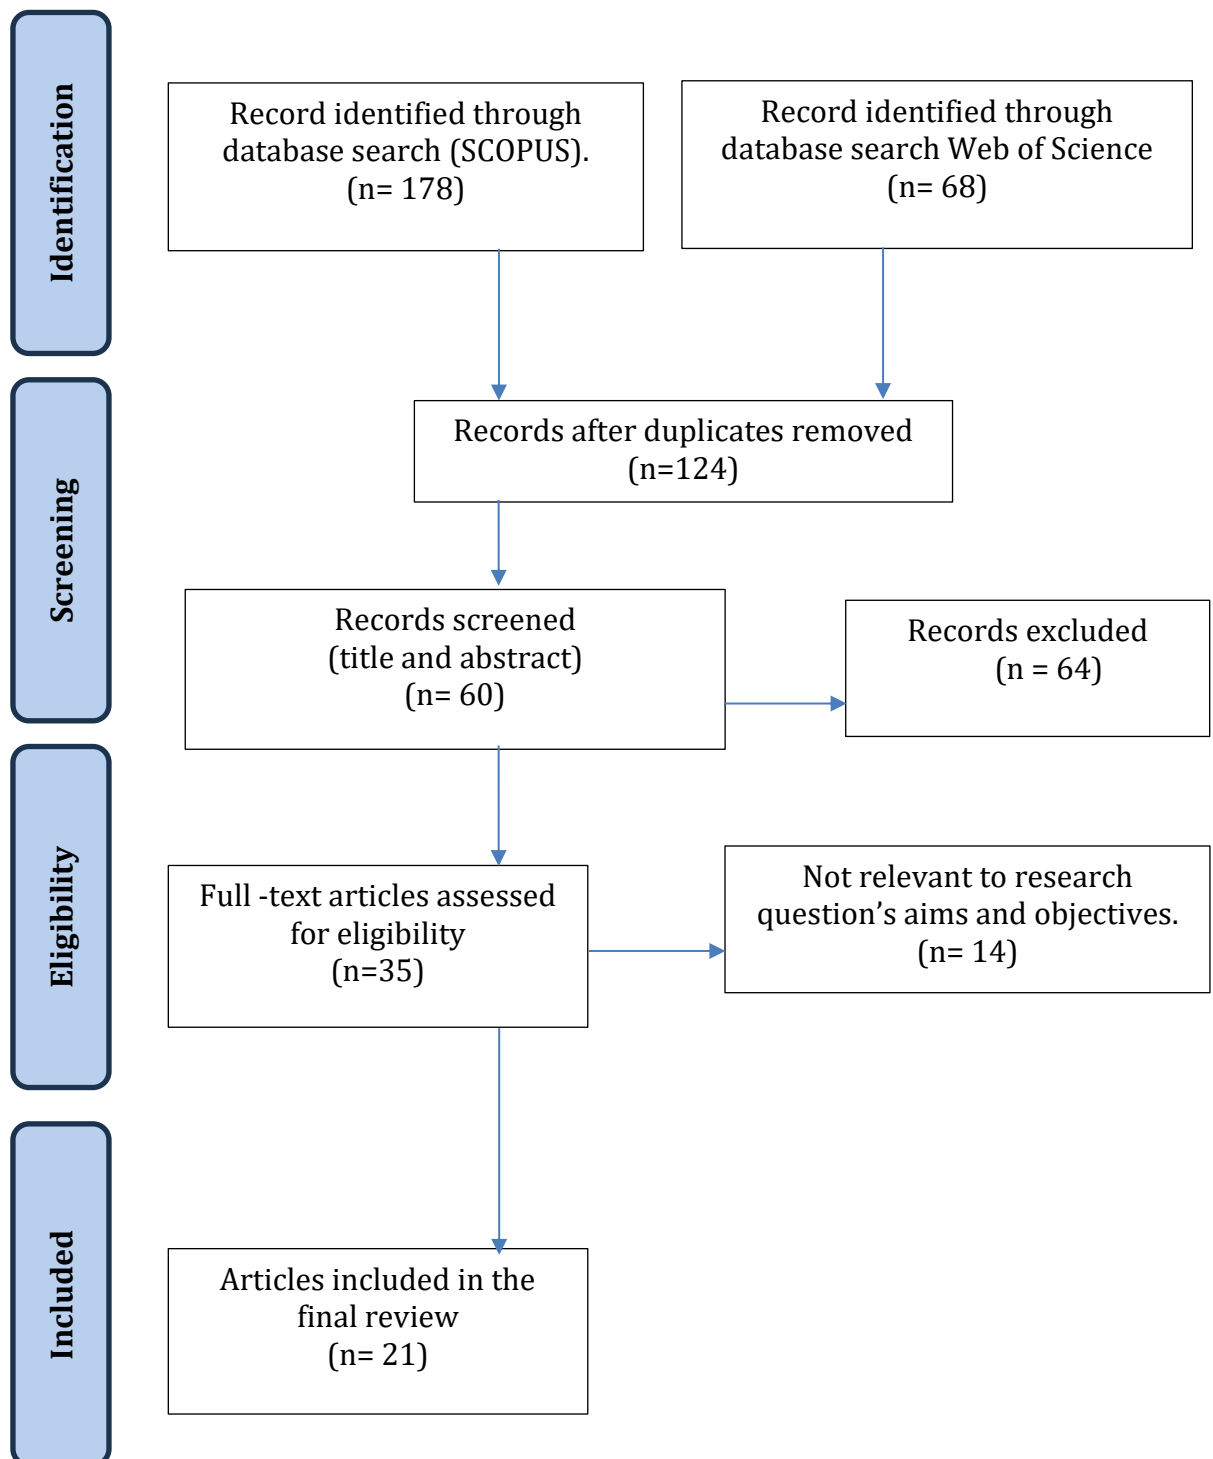 Identification
Record identified through
database search (SCOPUS).
(n= 178)
Record identified through
database search Web of Science
(n= 68)
Screening
Records after duplicates removed
(n=124)
Records screened
(title and abstract)
(n= 60)
Records excluded
(n = 64)
Eligibility
Full -text articles assessed
for eligibility
(n=35)
Not relevant to research
question’s aims and objectives.
(n= 14)
Included
Articles included in the
final review
(n= 21)